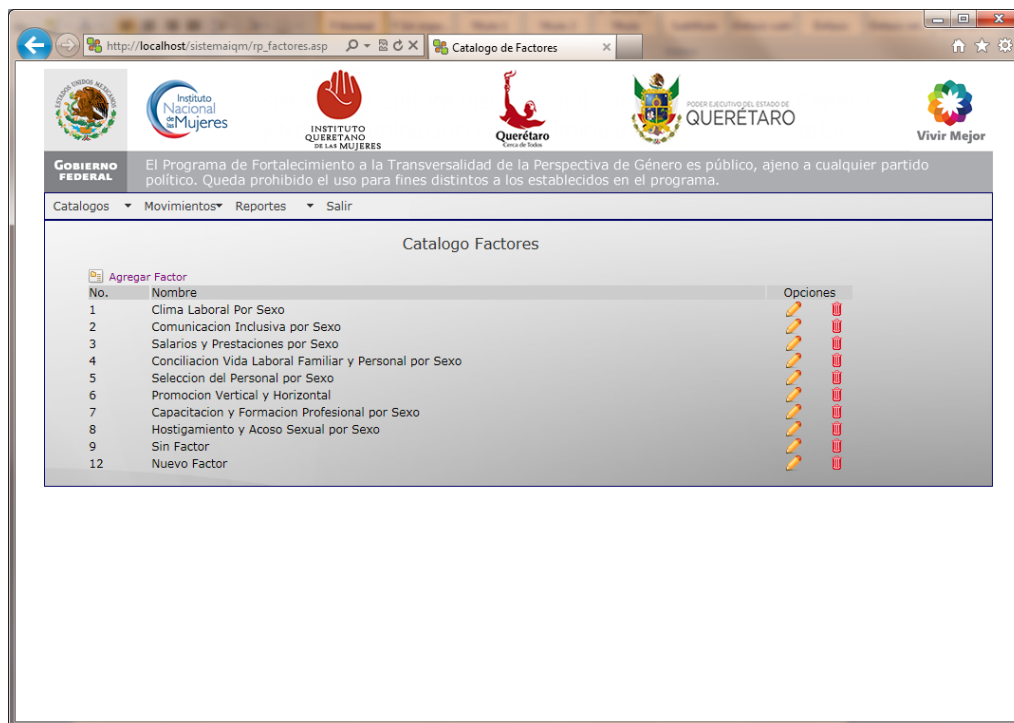 http://localhost/sistemaiqm/rp_factores.asp
Catalogo de Factores
ESTADOS UNIDOS MEXICANOS
Instituto
Nacional
de las Mujeres
INSTITUTO
QUERETANO
DE LAS MUJERES
Querétaro
Cerca de Todos
PODER EJECUTIVO DEL ESTADO DE
QUERÉTARO
Vivir Mejor
GOBIERNO
FEDERAL
El Programa de Fortalecimiento a la Transversalidad de la Perspectiva de Género es público, ajeno a cualquier partido
político. Queda prohibido el uso para fines distintos a los establecidos en el programa.
Catalogos Movimientos Reportes Salir
Catalogo Factores
Agregar Factor
No. Nombre Opciones
1 Clima Laboral Por Sexo
2 Comunicacion Inclusiva por Sexo
3 Salarios y Prestaciones por Sexo
4 Conciliacion Vida Laboral Familiar y Personal por Sexo
5 Seleccion del Personal por Sexo
6 Promocion Vertical y Horizontal
7 Capacitacion y Formacion Profesional por Sexo
8 Hostigamiento y Acoso Sexual por Sexo
9 Sin Factor
12 Nuevo Factor